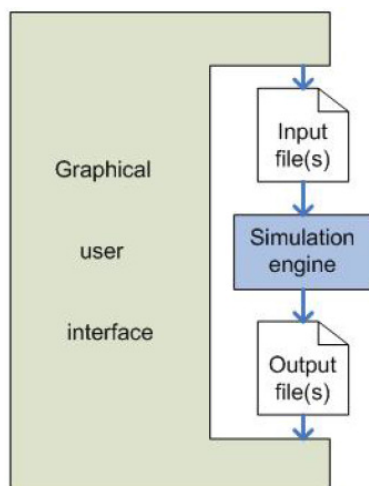 Graphical
user
interface
Input
file(s)
Simulation
engine
Output
file(s)